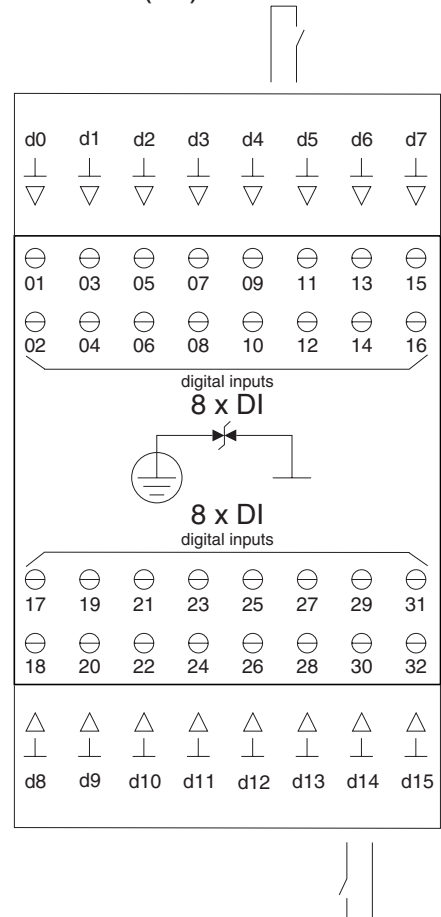 d0 d1 d2 d3 d4 d5 d6 d7
01 03 05 07 09 11 13 15
02 04 06 08 10 12 14 16
digital inputs
8 x DI
8 x DI
digital inputs
17 19 21 23 25 27 29 31
18 20 22 24 26 28 30 32
d8 d9 d10 d11 d12 d13 d14 d15